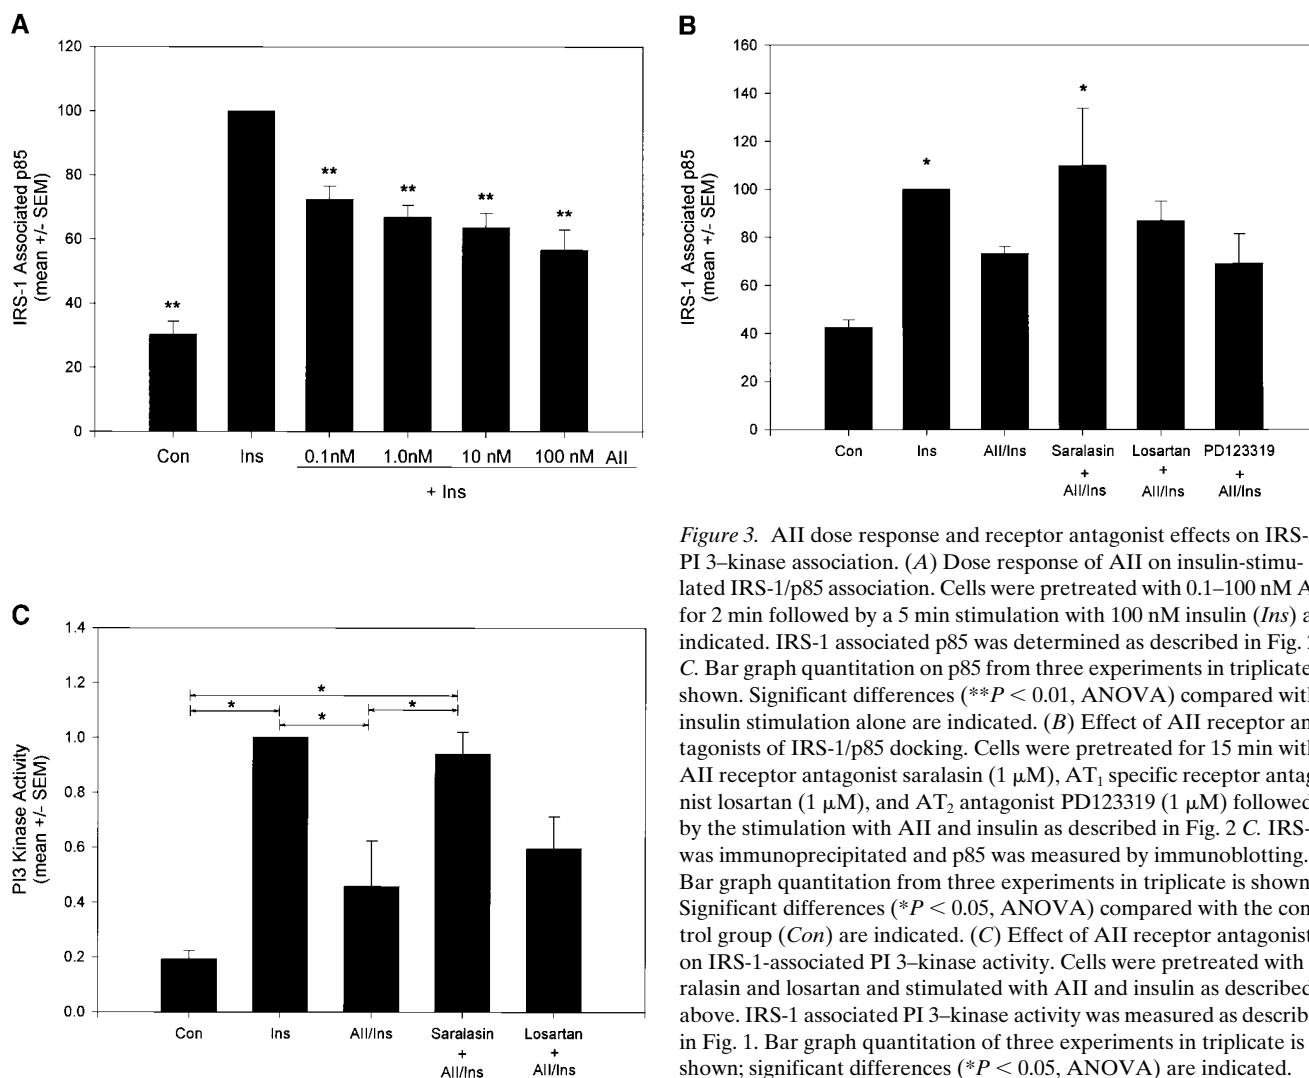 A
120
100
80
60
40
20
0
IRS-1 Associated p85
(mean +/- SEM)
**
**
**
**
**
Con Ins 0.1nM 1.0nM 10 nM 100 nM AII
+ Ins
B
160
140
120
100
80
60
40
20
0
IRS-1 Associated p85
(mean +/- SEM)
*
*
Con Ins AII/Ins Saralasin + AII/Ins Losartan + AII/Ins PD123319 + AII/Ins
C
1.4
1.2
1.0
0.8
0.6
0.4
0.2
0.0
PI3 Kinase Activity
(mean +/- SEM)
*
*
*
*
Con Ins AII/Ins Saralasin + AII/Ins Losartan + AII/Ins
Figure 3. AII dose response and receptor antagonist effects on IRS-
PI 3–kinase association. (A) Dose response of AII on insulin-stimu-
lated IRS-1/p85 association. Cells were pretreated with 0.1–100 nM A
for 2 min followed by a 5 min stimulation with 100 nM insulin (Ins) a
indicated. IRS-1 associated p85 was determined as described in Fig. 2
C. Bar graph quantitation on p85 from three experiments in triplicate
shown. Significant differences (**P < 0.01, ANOVA) compared with
insulin stimulation alone are indicated. (B) Effect of AII receptor an
tagonists of IRS-1/p85 docking. Cells were pretreated for 15 min with
AII receptor antagonist saralasin (1 μM), AT1 specific receptor antag
nist losartan (1 μM), and AT2 antagonist PD123319 (1 μM) followed
by the stimulation with AII and insulin as described in Fig. 2 C. IRS-
was immunoprecipitated and p85 was measured by immunoblotting.
Bar graph quantitation from three experiments in triplicate is shown
Significant differences (*P < 0.05, ANOVA) compared with the con
trol group (Con) are indicated. (C) Effect of AII receptor antagonist
on IRS-1-associated PI 3–kinase activity. Cells were pretreated with
ralasin and losartan and stimulated with AII and insulin as described
above. IRS-1 associated PI 3–kinase activity was measured as describ
in Fig. 1. Bar graph quantitation of three experiments in triplicate is
shown; significant differences (*P < 0.05, ANOVA) are indicated.